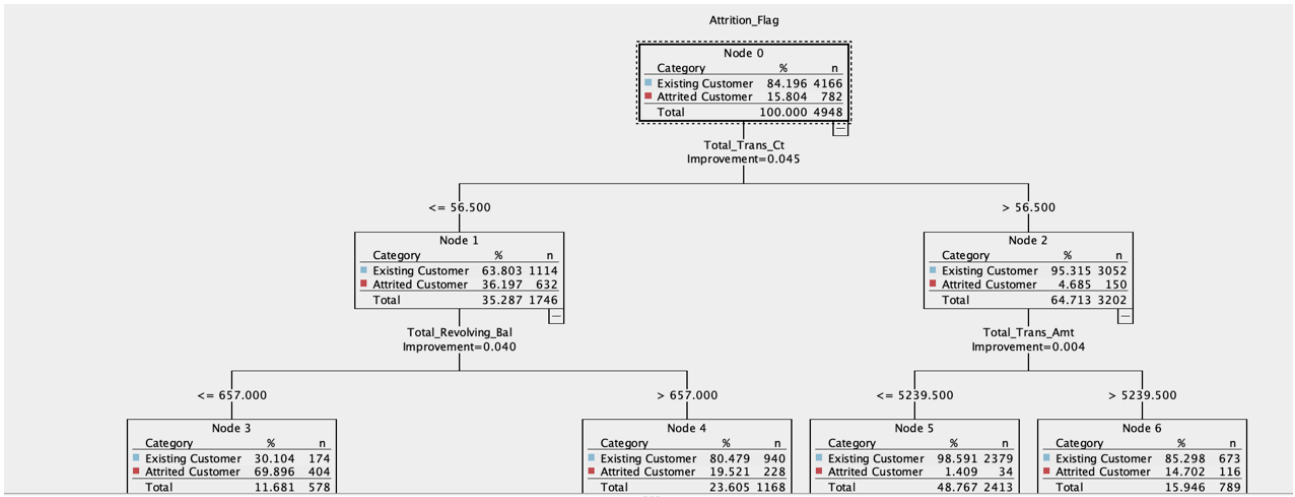 Attrition_Flag
Node 0
Category % n
Existing Customer 84.196 4166
Attrited Customer 15.804 782
Total 100.000 4948
Total_Trans_Ct
Improvement=0.045
<= 56.500
> 56.500
Node 1
Category % n
Existing Customer 63.803 1114
Attrited Customer 36.197 632
Total 35.287 1746
Node 2
Category % n
Existing Customer 95.315 3052
Attrited Customer 4.685 150
Total 64.713 3202
Total_Revolving_Bal
Improvement=0.040
Total_Trans_Amt
Improvement=0.004
<= 657.000
> 657.000
<= 5239.500
> 5239.500
Node 3
Category % n
Existing Customer 30.104 174
Attrited Customer 69.896 404
Total 11.681 578
Node 4
Category % n
Existing Customer 80.479 940
Attrited Customer 19.521 228
Total 23.605 1168
Node 5
Category % n
Existing Customer 98.591 2379
Attrited Customer 1.409 34
Total 48.767 2413
Node 6
Category % n
Existing Customer 85.298 673
Attrited Customer 14.702 116
Total 15.946 789